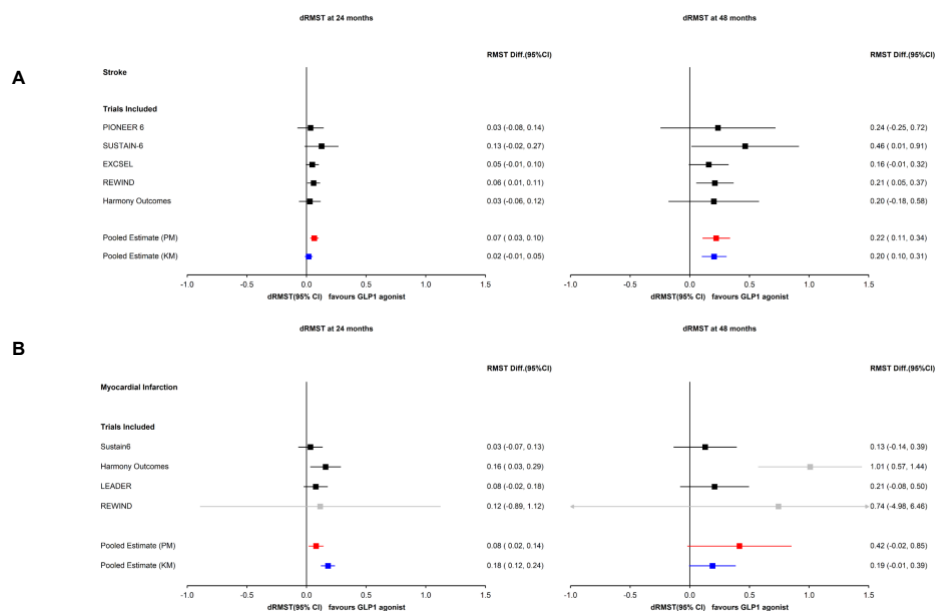 dRMST at 24 months dRMST at 48 months
RMST Diff.(95%CI) RMST Diff.(95%CI)
A
Stroke
Trials Included
PIONEER 6 0.03 (-0.08, 0.14) 0.24 (-0.25, 0.72)
SUSTAIN-6 0.13 (-0.02, 0.27) 0.46 ( 0.01, 0.91)
EXCSEL 0.05 (-0.01, 0.10) 0.16 (-0.01, 0.32)
REWIND 0.06 ( 0.01, 0.11) 0.21 ( 0.05, 0.37)
Harmony Outcomes 0.03 (-0.06, 0.12) 0.20 (-0.18, 0.58)
Pooled Estimate (PM) 0.07 ( 0.03, 0.10) 0.22 ( 0.11, 0.34)
Pooled Estimate (KM) 0.02 (-0.01, 0.05) 0.20 ( 0.10, 0.31)
-1.0 -0.5 0.0 0.5 1.0 1.5 -1.0 -0.5 0.0 0.5 1.0 1.5
dRMST(95% CI) favours GLP1 agonist dRMST(95% CI) favours GLP1 agonist
dRMST at 24 months dRMST at 48 months
B
RMST Diff.(95%CI) RMST Diff.(95%CI)
Myocardial Infarction
Trials Included
Sustain6 0.03 (-0.07, 0.13) 0.13 (-0.14, 0.39)
Harmony Outcomes 0.16 ( 0.03, 0.29) 1.01 ( 0.57, 1.44)
LEADER 0.08 (-0.02, 0.18) 0.21 (-0.08, 0.50)
REWIND 0.12 (-0.89, 1.12) 0.74 (-4.98, 6.46)
Pooled Estimate (PM) 0.08 ( 0.02, 0.14) 0.42 (-0.02, 0.85)
Pooled Estimate (KM) 0.18 ( 0.12, 0.24) 0.19 (-0.01, 0.39)
-1.0 -0.5 0.0 0.5 1.0 1.5 -1.0 -0.5 0.0 0.5 1.0 1.5
dRMST(95% CI) favours GLP1 agonist dRMST(95% CI) favours GLP1 agonist